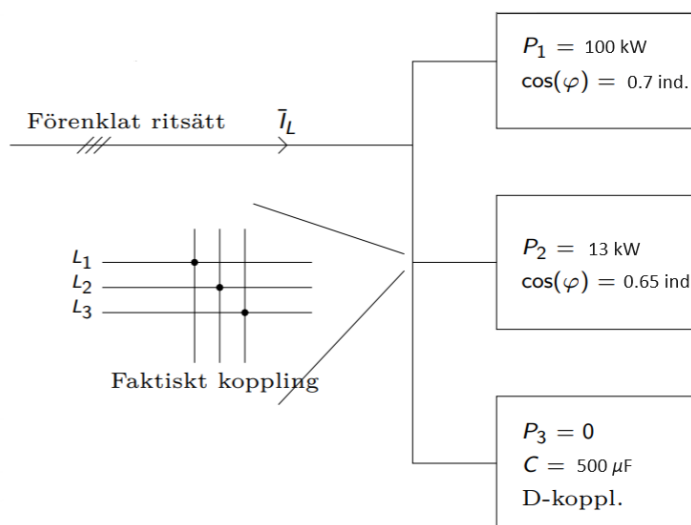 P₁ = 100 kW
cos(φ) = 0.7 ind.
Förenklat ritsätt
Ī_L
L₁
L₂
L₃
Faktiskt koppling
P₂ = 13 kW
cos(φ) = 0.65 ind
P₃ = 0
C = 500 μF
D-koppl.